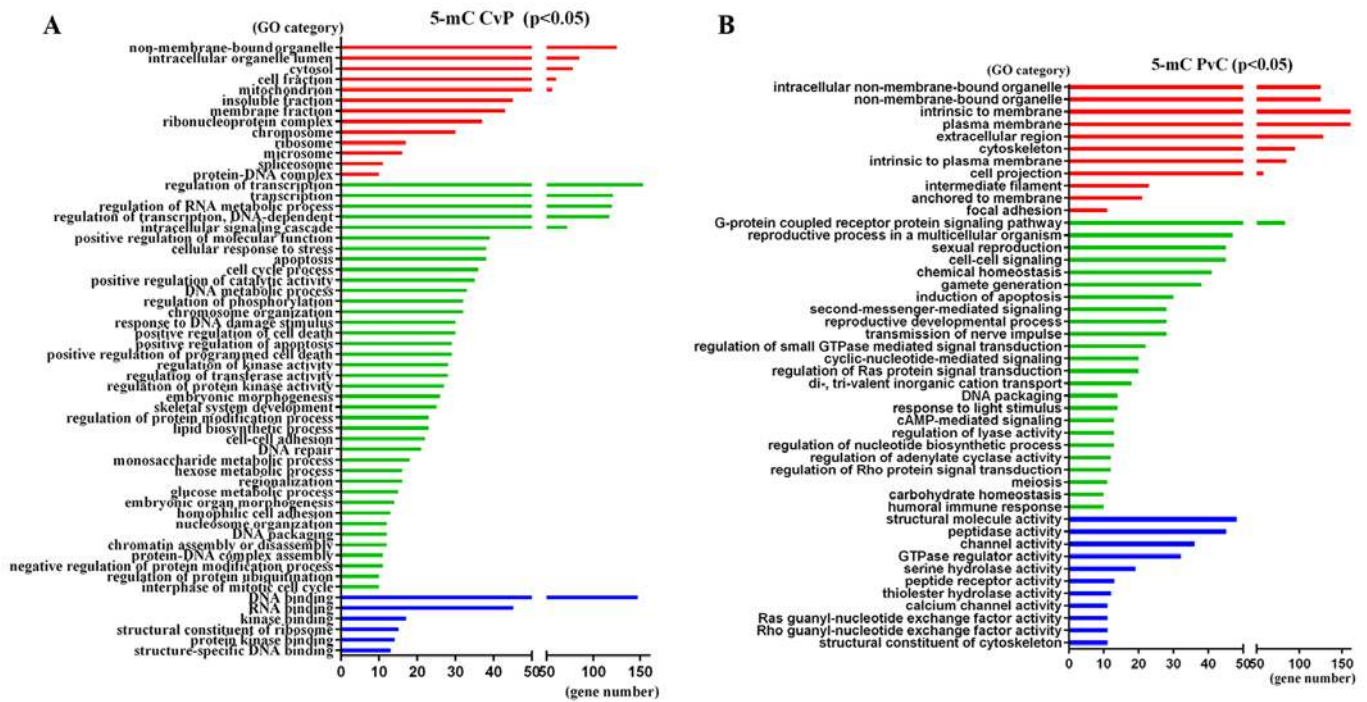 A
5-mC CvP (p<0.05)
(GO category)
non-membrane-bound organelle
intracellular organelle lumen
cytosol
cell fraction
mitochondrion
insoluble fraction
membrane fraction
ribonucleoprotein complex
chromosome
ribosome
microsome
spliceosome
protein-DNA complex
regulation of transcription
transcription
regulation of RNA metabolic process
regulation of transcription, DNA-dependent
intracellular signaling cascade
positive regulation of molecular function
cellular response to stress
apoptosis
cell cycle process
positive regulation of catalytic activity
DNA metabolic process
regulation of phosphorylation
chromosome organization
response to DNA damage stimulus
positive regulation of cell death
positive regulation of apoptosis
positive regulation of programmed cell death
regulation of kinase activity
regulation of transferase activity
regulation of protein kinase activity
embryonic morphogenesis
skeletal system development
regulation of protein modification process
lipid biosynthetic process
cell-cell adhesion
DNA repair
monosaccharide metabolic process
hexose metabolic process
regionalization
glucose metabolic process
embryonic organ morphogenesis
homophilic cell adhesion
nucleosome organization
DNA packaging
chromatin assembly or disassembly
protein-DNA complex assembly
negative regulation of protein modification process
regulation of protein ubiquitination
interphase of mitotic cell cycle
DNA binding
RNA binding
kinase binding
structural constituent of ribosome
protein kinase binding
structure-specific DNA binding
0 10 20 30 40 50 50 100 150
(gene number)
B
5-mC PvC (p<0.05)
(GO category)
intracellular non-membrane-bound organelle
non-membrane-bound organelle
intrinsic to membrane
plasma membrane
extracellular region
cytoskeleton
intrinsic to plasma membrane
cell projection
intermediate filament
anchored to membrane
focal adhesion
G-protein coupled receptor protein signaling pathway
reproductive process in a multicellular organism
sexual reproduction
cell-cell signaling
chemical homeostasis
gamete generation
induction of apoptosis
second-messenger-mediated signaling
reproductive developmental process
transmission of nerve impulse
regulation of small GTPase mediated signal transduction
cyclic-nucleotide-mediated signaling
regulation of Ras protein signal transduction
di-, tri-valent inorganic cation transport
DNA packaging
response to light stimulus
cAMP-mediated signaling
regulation of lyase activity
regulation of nucleotide biosynthetic process
regulation of adenylate cyclase activity
regulation of Rho protein signal transduction
meiosis
carbohydrate homeostasis
humoral immune response
structural molecule activity
peptidase activity
channel activity
GTPase regulator activity
serine hydrolase activity
peptide receptor activity
thiolester hydrolase activity
calcium channel activity
Ras guanyl-nucleotide exchange factor activity
Rho guanyl-nucleotide exchange factor activity
structural constituent of cytoskeleton
0 10 20 30 40 50 50 100 150
(gene number)